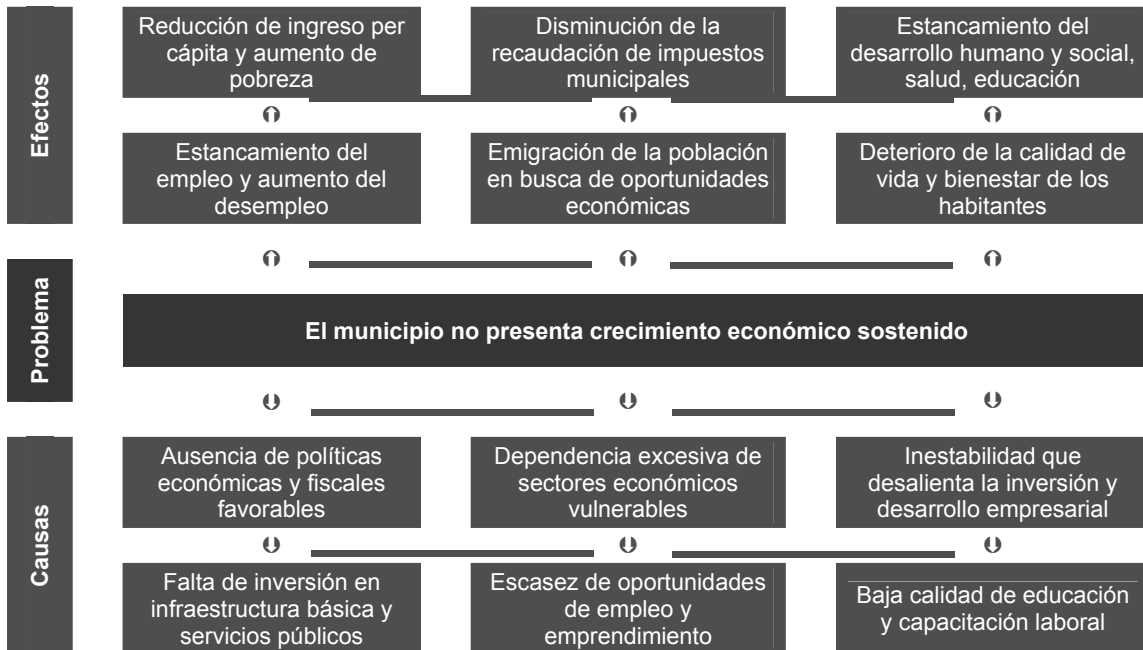 Efectos
Reducción de ingreso per
cápita y aumento de
pobreza
Disminución de la
recaudación de impuestos
municipales
Estancamiento del
desarrollo humano y social,
salud, educación
Estancamiento del
empleo y aumento del
desempleo
Emigración de la población
en busca de oportunidades
económicas
Deterioro de la calidad de
vida y bienestar de los
habitantes
Problema
El municipio no presenta crecimiento económico sostenido
Causas
Ausencia de políticas
económicas y fiscales
favorables
Dependencia excesiva de
sectores económicos
vulnerables
Inestabilidad que
desalienta la inversión y
desarrollo empresarial
Falta de inversión en
infraestructura básica y
servicios públicos
Escasez de oportunidades
de empleo y
emprendimiento
Baja calidad de educación
y capacitación laboral